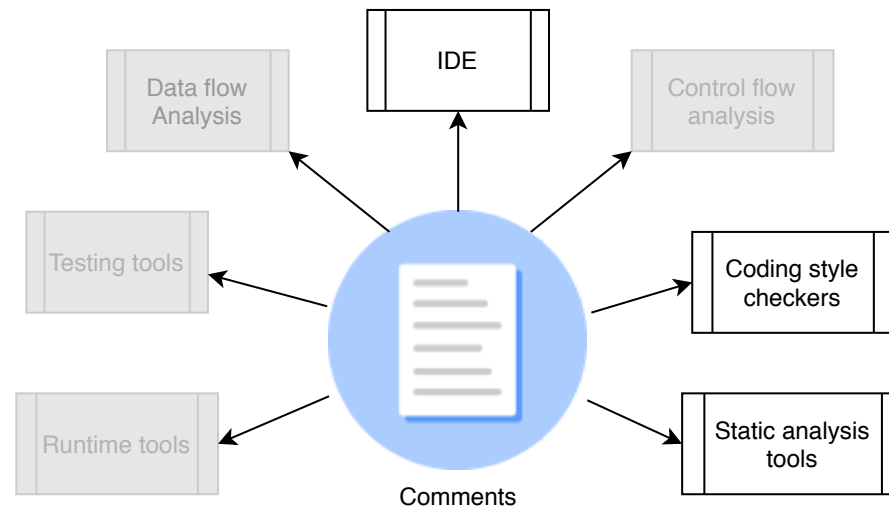 IDE
Data flow
Analysis
Control flow
analysis
Testing tools
Coding style
checkers
Runtime tools
Static analysis
tools
Comments